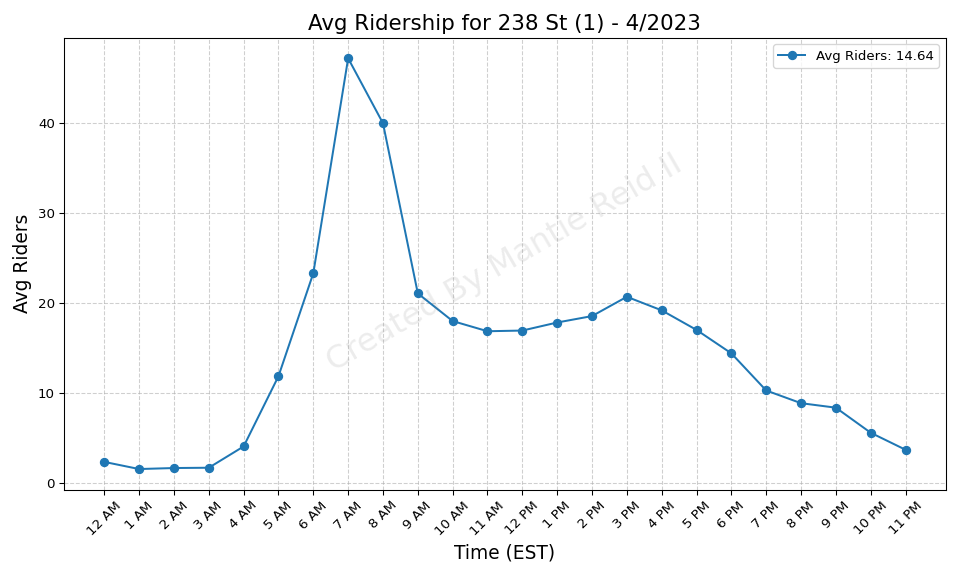 Avg Ridership for 238 St (1) - 4/2023
Avg Riders: 14.64
Avg Riders
40
30
20
10
0
Created By Mantie Reid II
12 AM
1 AM
2 AM
3 AM
4 AM
5 AM
6 AM
7 AM
8 AM
9 AM
10 AM
11 AM
12 PM
1 PM
2 PM
3 PM
4 PM
5 PM
6 PM
7 PM
8 PM
9 PM
10 PM
11 PM
Time (EST)